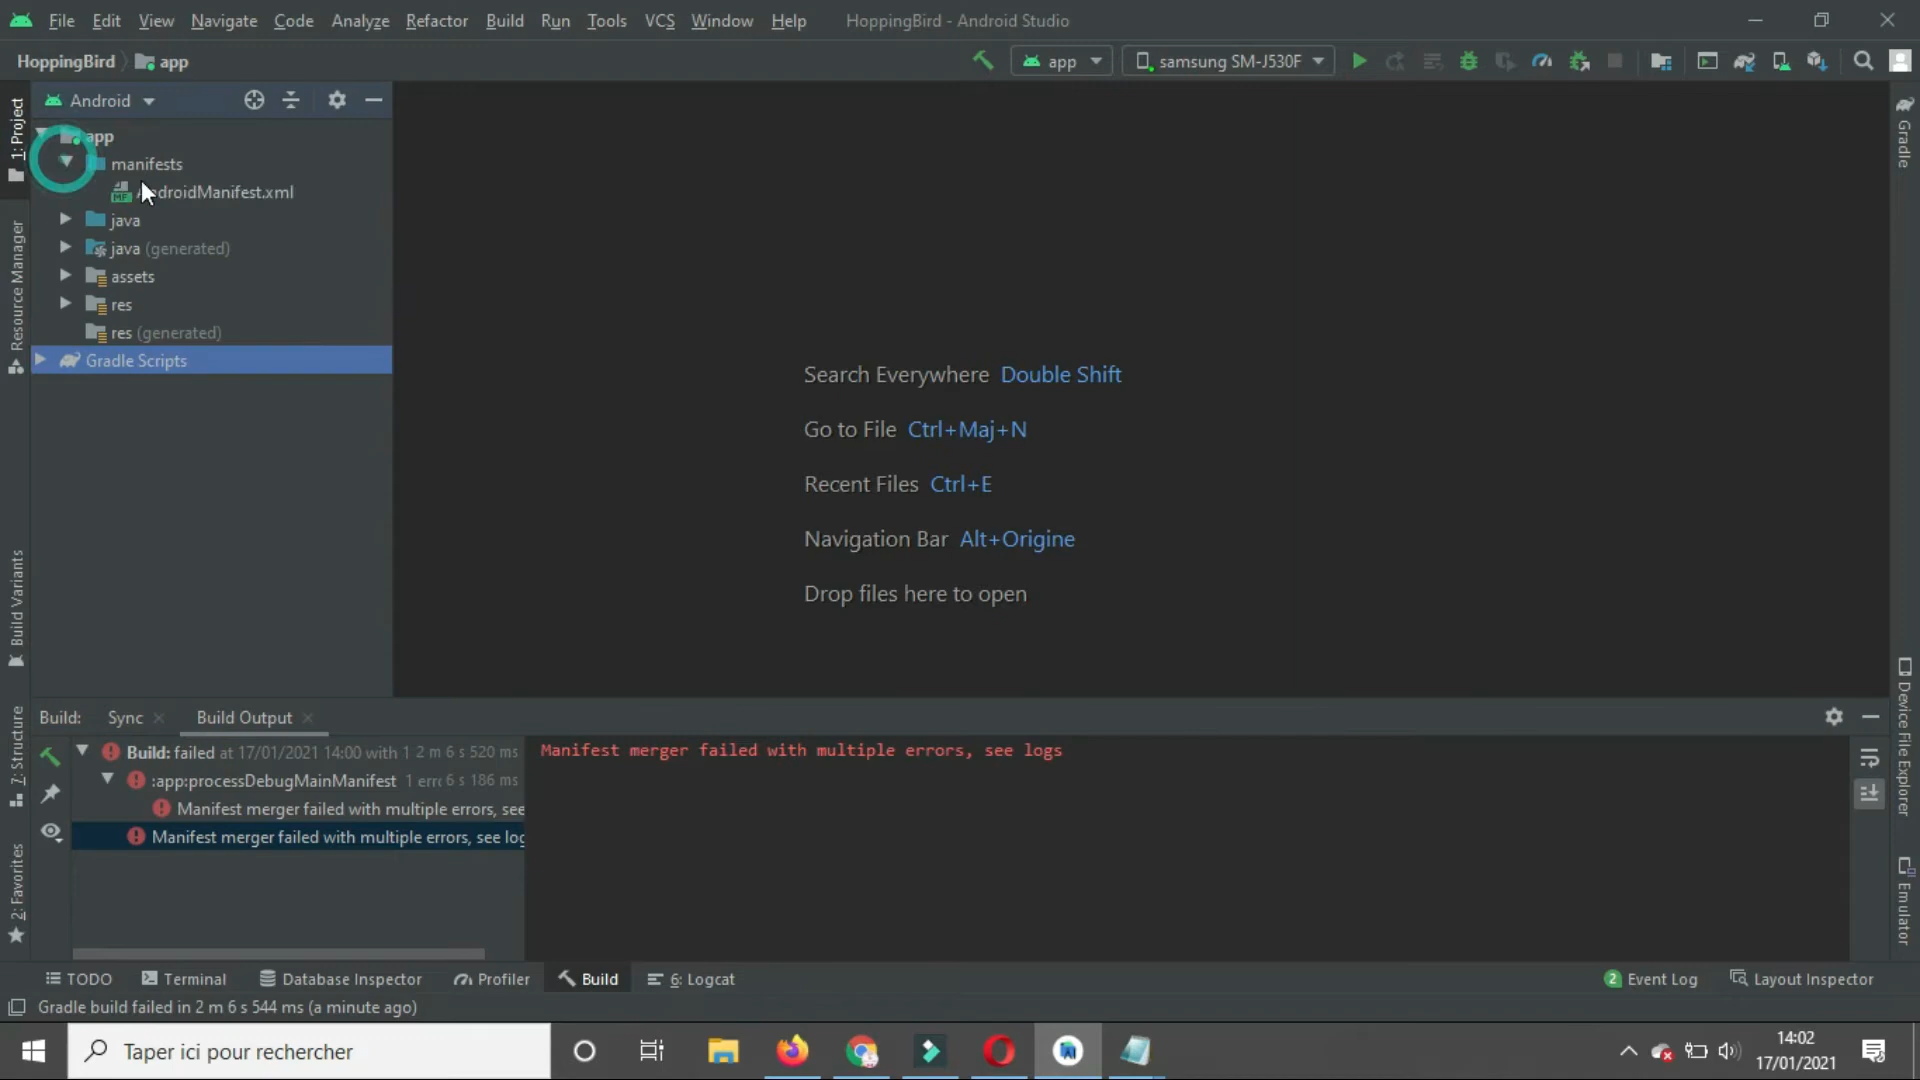 File Edit View Navigate Code Analyze Refactor Build Run Tools VCS Window Help HoppingBird - Android Studio
HoppingBird app
app samsung SM-J530F
Android
app
manifests
AndroidManifest.xml
java
java (generated)
assets
res
res (generated)
Gradle Scripts
1: Project
Resource Manager
Build Variants
7: Structure
2: Favorites
Search Everywhere Double Shift
Go to File Ctrl+Maj+N
Recent Files Ctrl+E
Navigation Bar Alt+Origine
Drop files here to open
Gradle
Device File Explorer
Emulator
Build: Sync Build Output
Build: failed at 17/01/2021 14:00 with 1 2 m 6 s 520 ms
:app:processDebugMainManifest 1 err 6 s 186 ms
Manifest merger failed with multiple errors, see
Manifest merger failed with multiple errors, see log
Manifest merger failed with multiple errors, see logs
TODO Terminal Database Inspector Profiler Build 6: Logcat 2 Event Log Layout Inspector
Gradle build failed in 2 m 6 s 544 ms (a minute ago)
Taper ici pour rechercher
14:02
17/01/2021